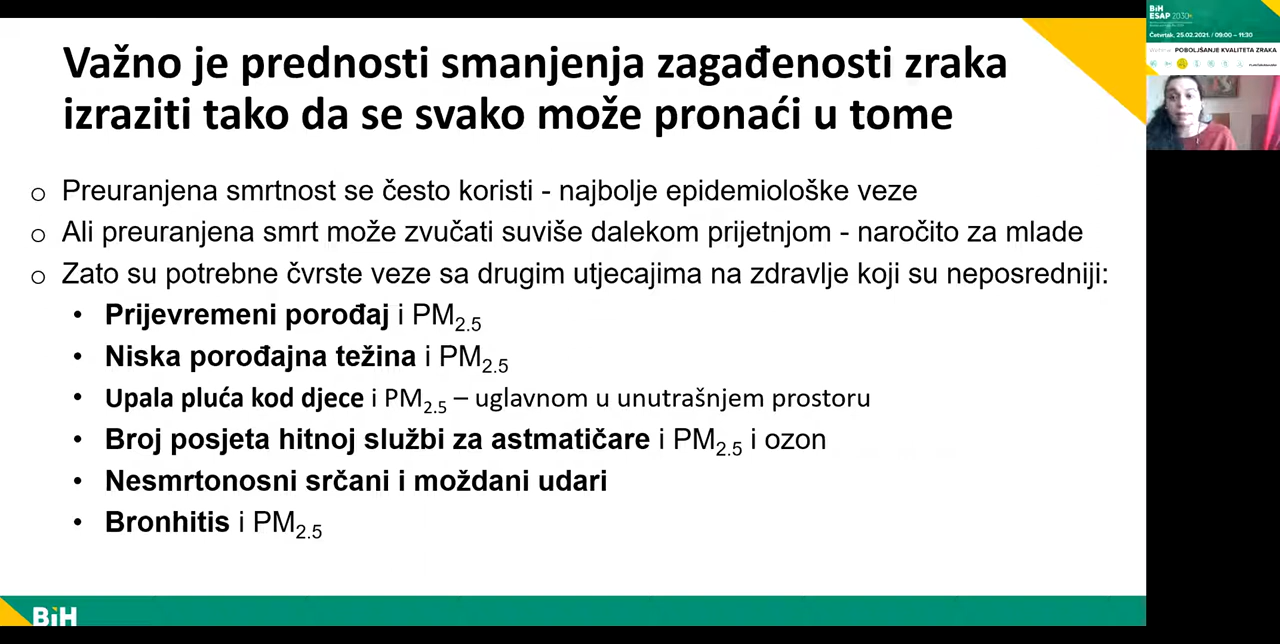 Važno je prednosti smanjenja zagađenosti zraka
izraziti tako da se svako može pronaći u tome
o Preuranjena smrtnost se često koristi - najbolje epidemiološke veze
o Ali preuranjena smrt može zvučati suviše dalekom prijetnjom - naročito za mlade
o Zato su potrebne čvrste veze sa drugim utjecajima na zdravlje koji su neposredniji:
• Prijevremeni porođaj i PM2.5
• Niska porođajna težina i PM2.5
• Upala pluća kod djece i PM2.5 – uglavnom u unutrašnjem prostoru
• Broj posjeta hitnoj službi za astmatičare i PM2.5 i ozon
• Nesmrtonosni srčani i moždani udari
• Bronhitis i PM2.5
BiH
BiH
ESAP 2030+
Četvrtak, 25.02.2021. / 09:00 – 11:30
POBOLJŠANJE KVALITETA ZRAKA